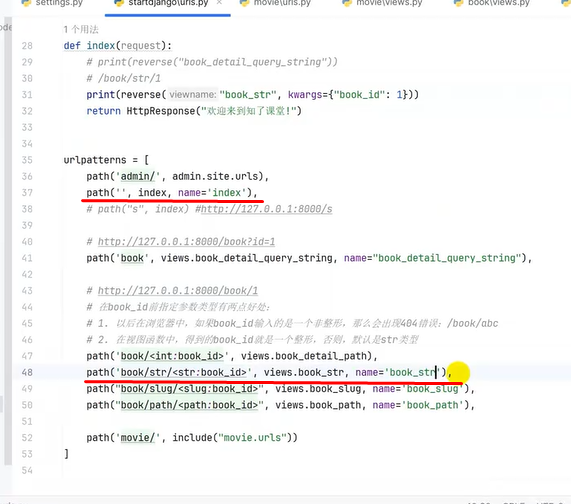 settings.py
startdjango\urls.py
movie\urls.py
movie\views.py
book\views.py
1 个用法
28 def index(request):
29 # print(reverse("book_detail_query_string"))
30 # /book/str/1
31 print(reverse( viewname: "book_str", kwargs={"book_id": 1}))
32 return HttpResponse("欢迎来到知了课堂!")
33
34
35 urlpatterns = [
36 path('admin/', admin.site.urls),
37 path('', index, name='index'),
38 # path("s", index) #http://127.0.0.1:8000/s
39
40 # http://127.0.0.1:8000/book?id=1
41 path('book', views.book_detail_query_string, name="book_detail_query_string"),
42
43 # http://127.0.0.1:8000/book/1
44 # 在book_id前指定参数类型有两点好处:
45 # 1. 以后在浏览器中，如果book_id输入的是一个非整形，那么会出现404错误：/book/abc
46 # 2. 在视图函数中，得到的book_id就是一个整形，否则，默认是str类型
47 path('book/<int:book_id>', views.book_detail_path),
48 path('book/str/<str:book_id>', views.book_str, name='book_str'),
49 path("book/slug/<slug:book_id>", views.book_slug, name='book_slug'),
50 path("book/path/<path:book_id>", views.book_path, name='book_path'),
51
52 path('movie/', include("movie.urls"))
53 ]
54